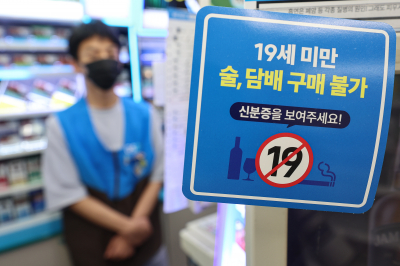 19세 미만
술, 담배 구매 불가
신분증을 보여주세요!
19